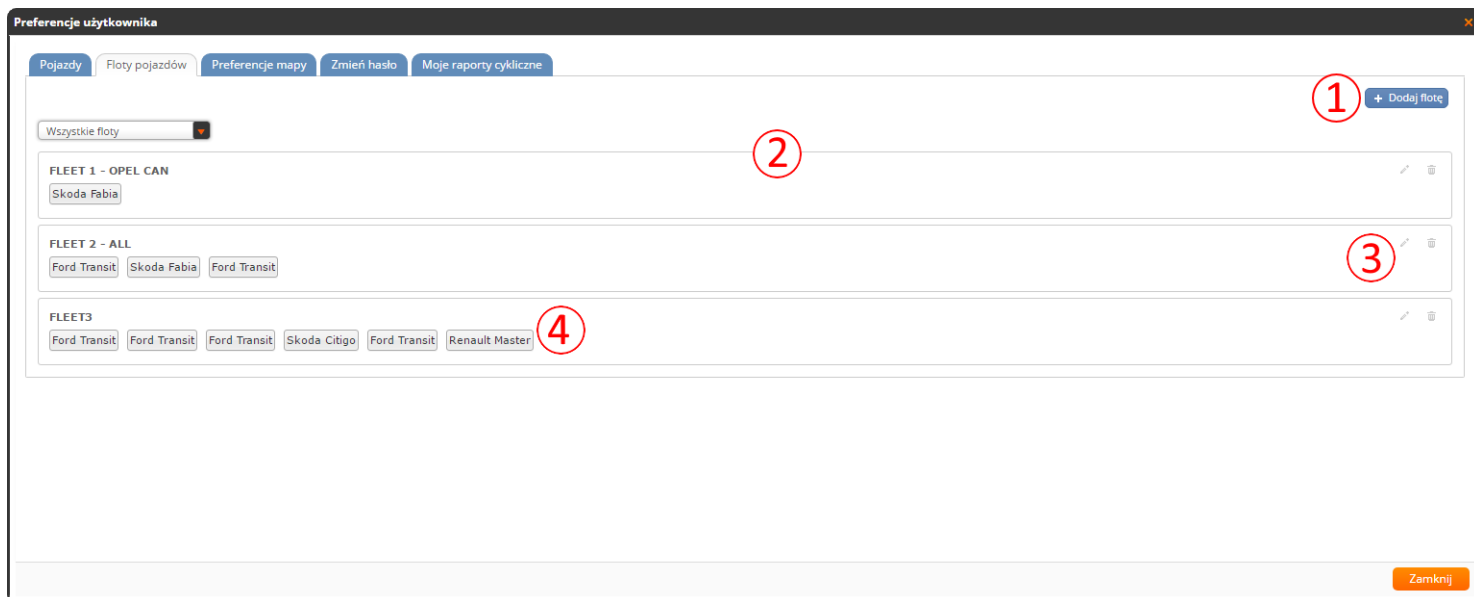 Preferencje użytkownika ×
Pojazdy Floty pojazdów Preferencje mapy Zmień hasło Moje raporty cykliczne
1 + Dodaj flotę
Wszystkie floty
2
FLEET 1 - OPEL CAN
Skoda Fabia
FLEET 2 - ALL
3
Ford Transit Skoda Fabia Ford Transit
FLEET3
Ford Transit Ford Transit Ford Transit Skoda Citigo Ford Transit Renault Master 4
Zamknij